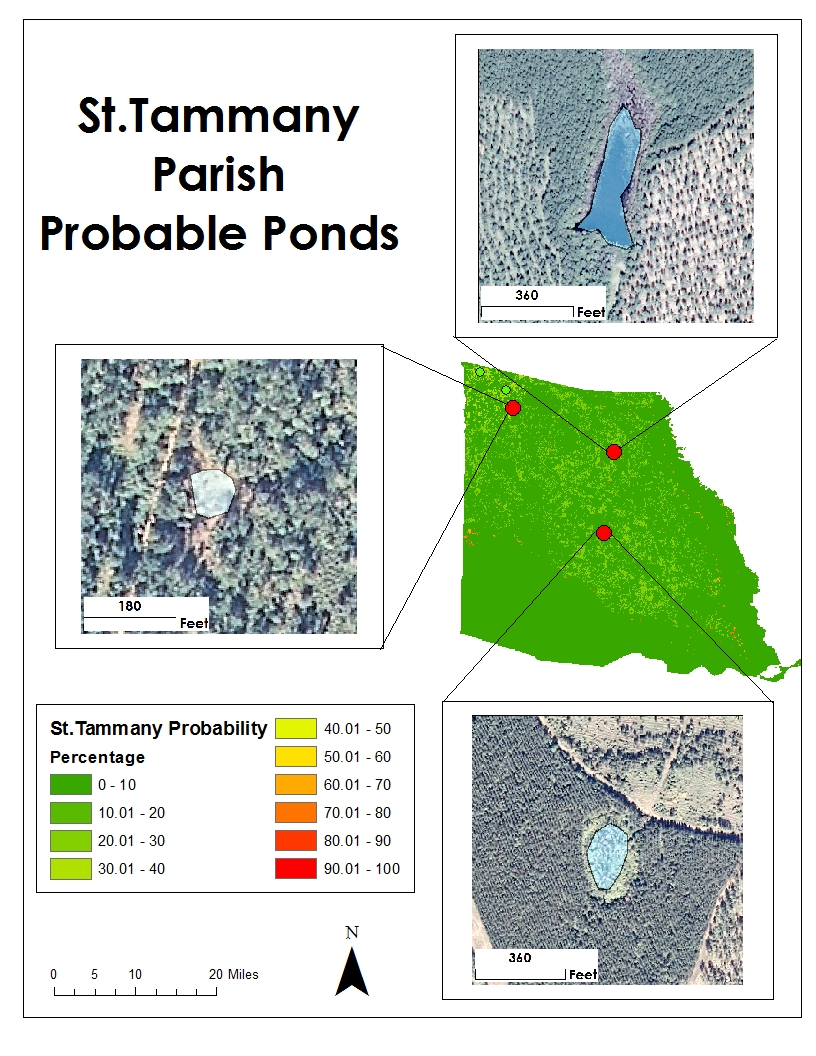 St.Tammany
Parish
Probable Ponds
360
Feet
180
Feet
St.Tammany Probability
Percentage
0 - 10
10.01 - 20
20.01 - 30
30.01 - 40
40.01 - 50
50.01 - 60
60.01 - 70
70.01 - 80
80.01 - 90
90.01 - 100
360
Feet
N
0 5 10 20 Miles